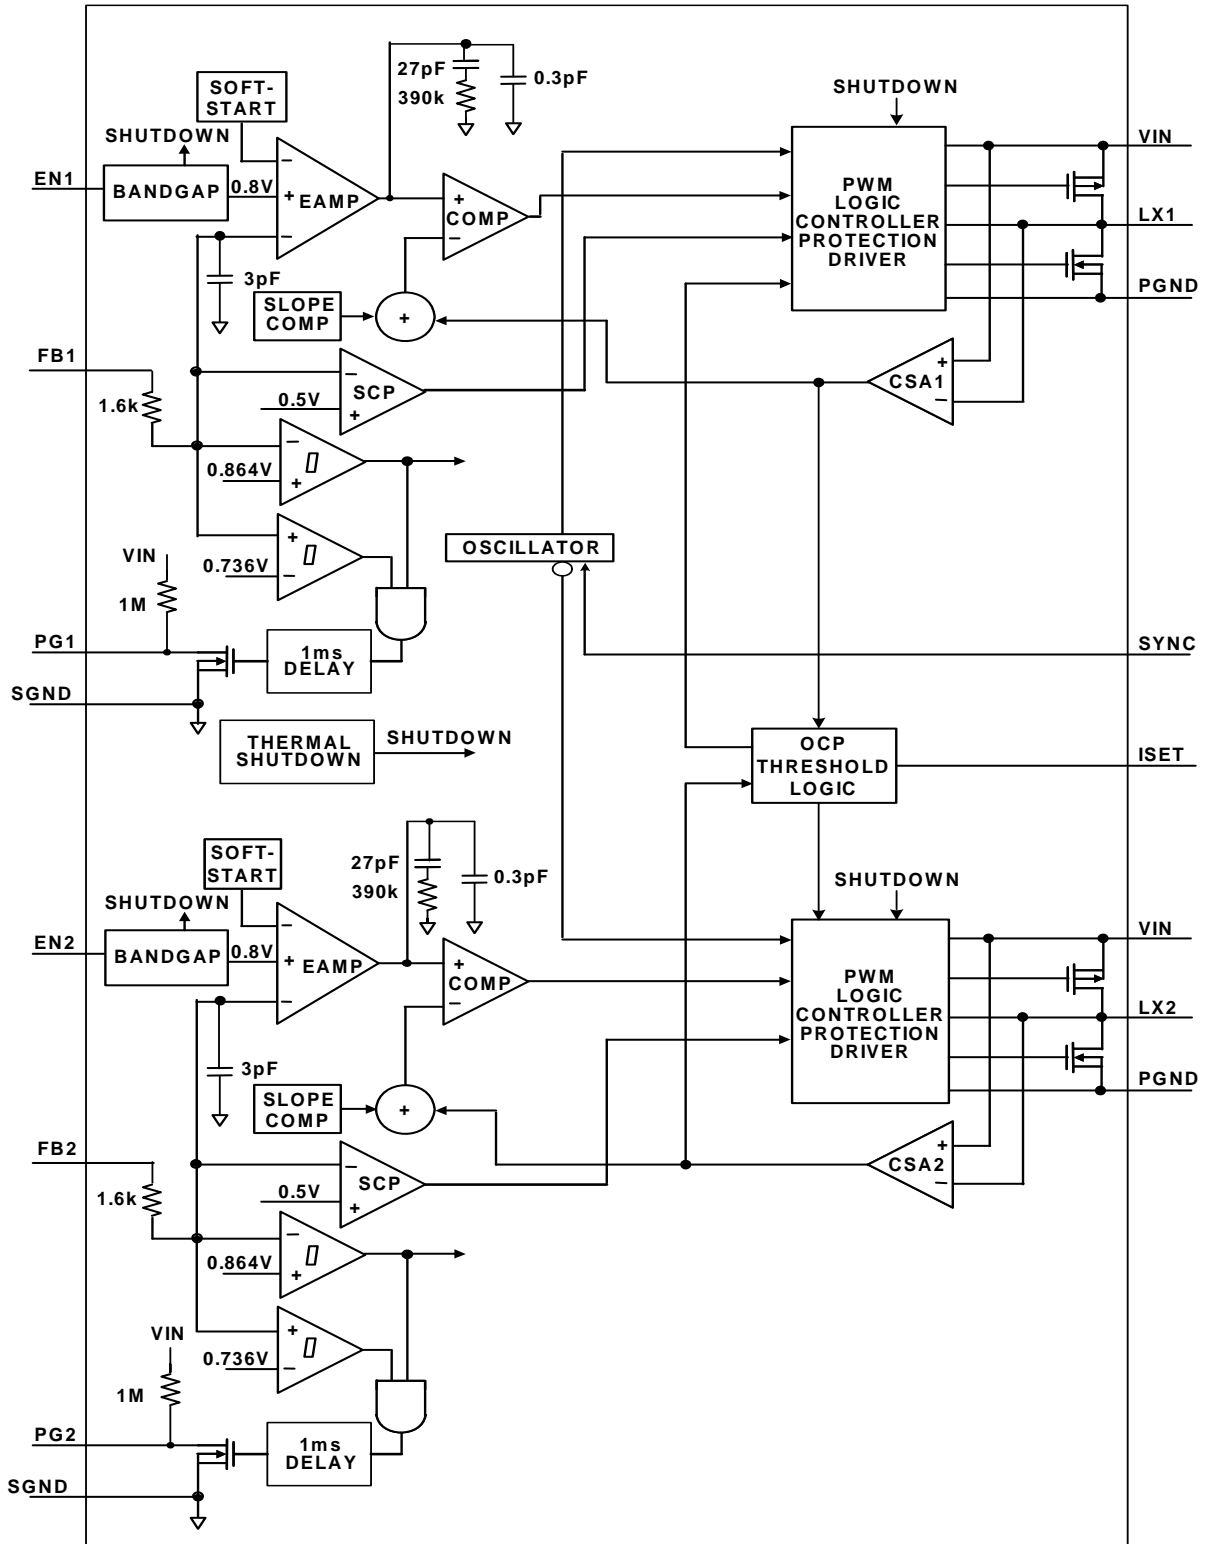 27pF
390k
0.3pF
SOFT-
START
SHUTDOWN
SHUTDOWN
VIN
EN1
BANDGAP
0.8V
−
+
−
EAMP
+
−
COMP
PWM
LOGIC
CONTROLLER
PROTECTION
DRIVER
LX1
3pF
SLOPE
COMP
+
PGND
FB1
1.6k
−
+
SCP
0.5V
+
−
CSA1
−
+
0.864V
+
−
0.736V
VIN
1M
OSCILLATOR
PG1
1ms
DELAY
SYNC
SGND
THERMAL
SHUTDOWN
SHUTDOWN
OCP
THRESHOLD
LOGIC
ISET
27pF
390k
0.3pF
SOFT-
START
SHUTDOWN
SHUTDOWN
VIN
EN2
BANDGAP
0.8V
−
+
−
EAMP
+
−
COMP
PWM
LOGIC
CONTROLLER
PROTECTION
DRIVER
LX2
3pF
SLOPE
COMP
+
PGND
FB2
1.6k
−
+
SCP
0.5V
+
−
CSA2
−
+
0.864V
+
−
0.736V
VIN
1M
PG2
1ms
DELAY
SGND